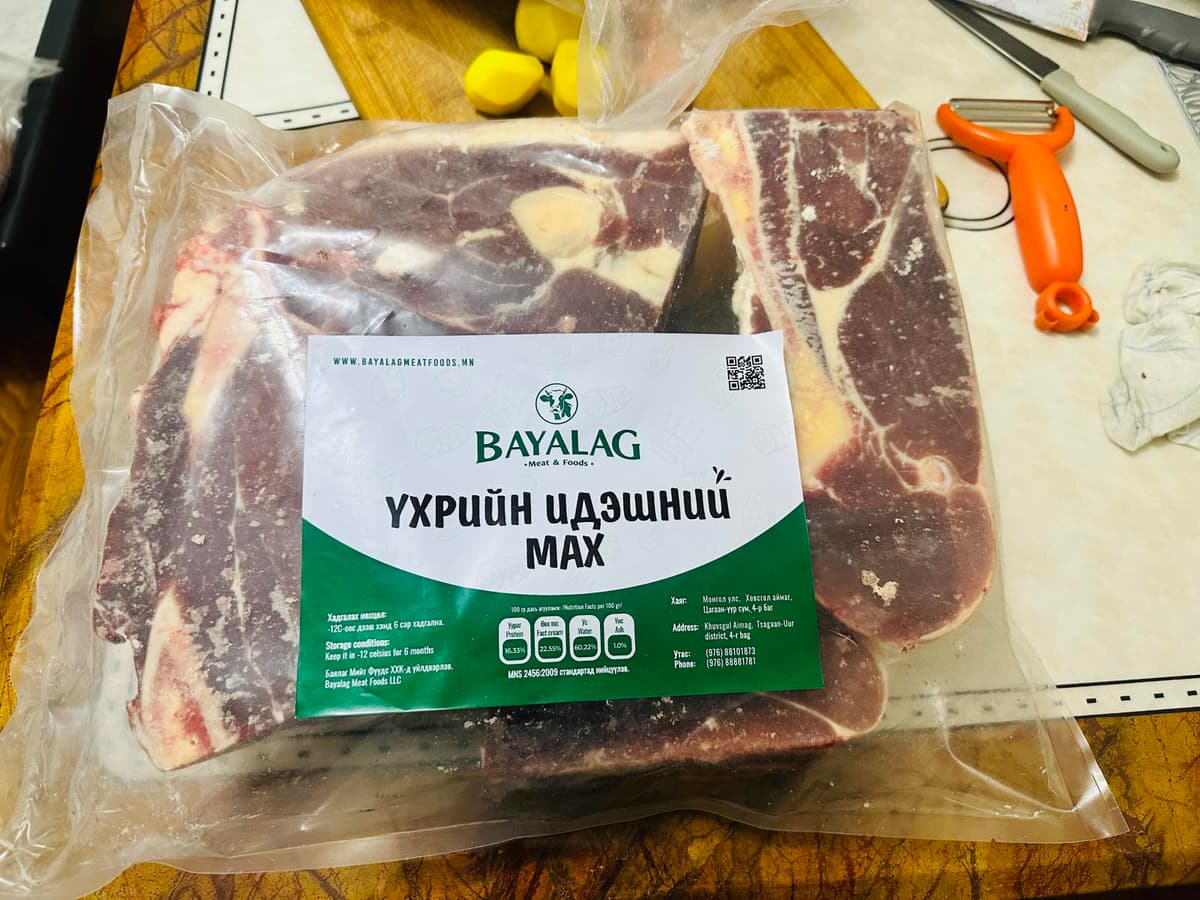 WWW.BAYALAGMEATFOODS.MN
BAYALAG
• Meat & Foods •
ҮХРИЙН ИДЭШНИЙ
МАХ
Хадгалах нөхцөл:
-12С-оос дээш хэмд 6 сар хадгална.
Storage conditions:
Keep it in -12 celsius for 6 months
Баялаг Мийт Фүүдс ХХК-д үйлдвэрлэв.
Bayalag Meat Foods LLC
100 гр дахь агууламж: /Nutrition Facts per 100 gr/
Уураг
Protein
16.33%
Өөх тос
Fact cream
22.55%
Ус
Water
60.22%
Үнс
Ash
1.0%
MNS 2456:2009 стандартад нийцүүлэв.
Хаяг: Монгол улс, Хөвсгөл аймаг,
Цагаан-үүр сум, 4-р баг
Address: Khuvsgul Aimag, Tsagaan-Uur
district, 4-r bag
Утас: (976) 88101873
Phone: (976) 88881781